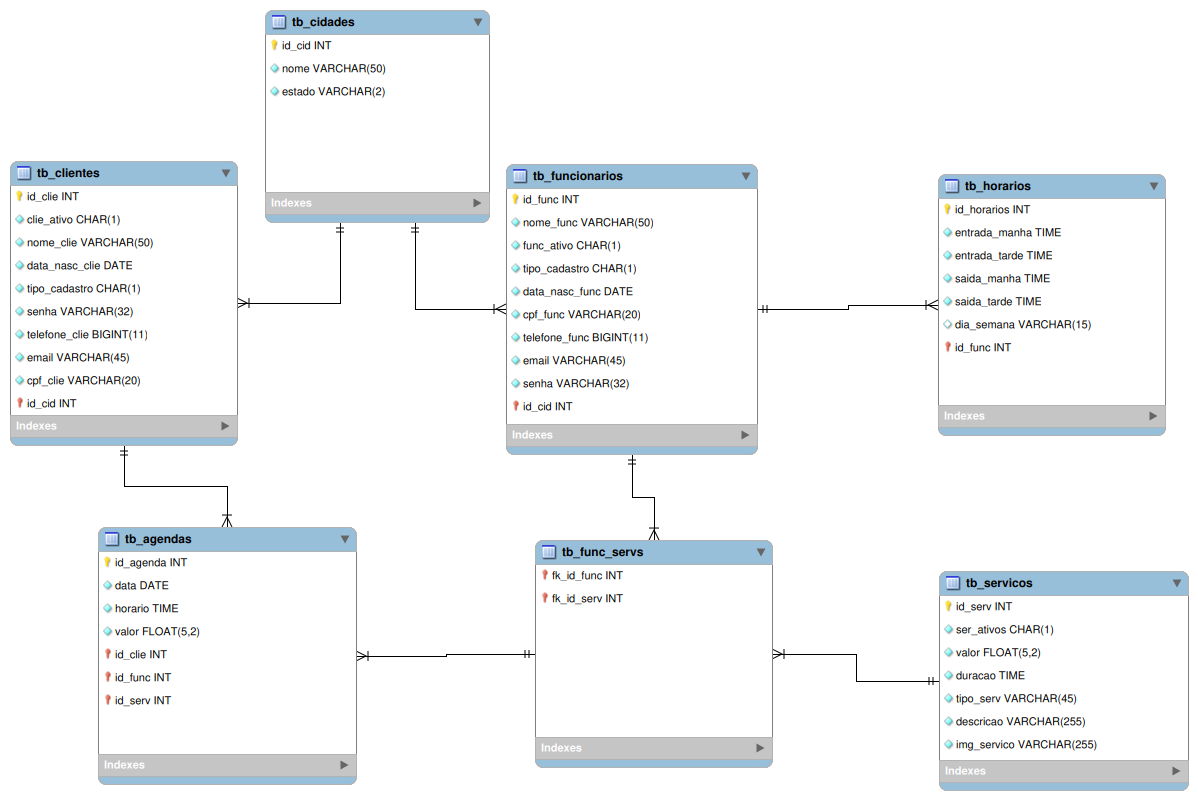 tb_cidades
id_cid INT
nome VARCHAR(50)
estado VARCHAR(2)
Indexes
tb_clientes
id_clie INT
clie_ativo CHAR(1)
nome_clie VARCHAR(50)
data_nasc_clie DATE
tipo_cadastro CHAR(1)
senha VARCHAR(32)
telefone_clie BIGINT(11)
email VARCHAR(45)
cpf_clie VARCHAR(20)
id_cid INT
Indexes
tb_funcionarios
id_func INT
nome_func VARCHAR(50)
func_ativo CHAR(1)
tipo_cadastro CHAR(1)
data_nasc_func DATE
cpf_func VARCHAR(20)
telefone_func BIGINT(11)
email VARCHAR(45)
senha VARCHAR(32)
id_cid INT
Indexes
tb_horarios
id_horarios INT
entrada_manha TIME
entrada_tarde TIME
saida_manha TIME
saida_tarde TIME
dia_semana VARCHAR(15)
id_func INT
Indexes
tb_agendas
id_agenda INT
data DATE
horario TIME
valor FLOAT(5,2)
id_clie INT
id_func INT
id_serv INT
Indexes
tb_func_servs
fk_id_func INT
fk_id_serv INT
Indexes
tb_servicos
id_serv INT
ser_ativos CHAR(1)
valor FLOAT(5,2)
duracao TIME
tipo_serv VARCHAR(45)
descricao VARCHAR(255)
img_servico VARCHAR(255)
Indexes